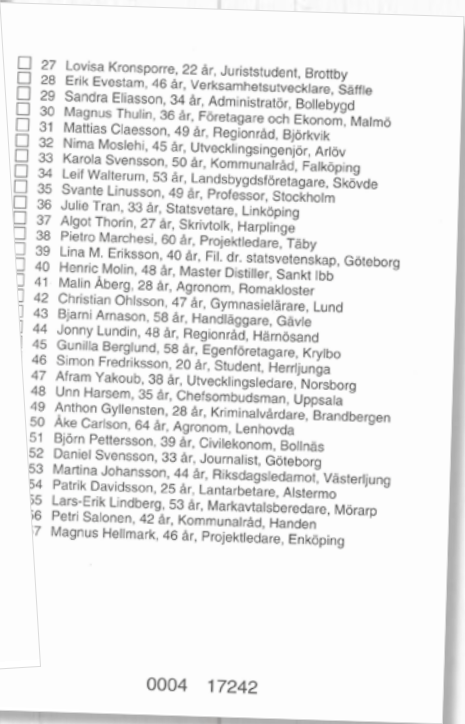 27 Lovisa Kronsporre, 22 år, Juriststudent, Brottby
28 Erik Evestam, 46 år, Verksamhetsutvecklare, Säffle
29 Sandra Eliasson, 34 år, Administratör, Bollebygd
30 Magnus Thulin, 36 år, Företagare och Ekonom, Malmö
31 Mattias Claesson, 49 år, Regionråd, Björkvik
32 Nima Moslehi, 45 år, Utvecklingsingenjör, Arlöv
33 Karola Svensson, 50 år, Kommunalråd, Falköping
34 Leif Walterum, 53 år, Landsbygdsföretagare, Skövde
35 Svante Linusson, 49 år, Professor, Stockholm
36 Julie Tran, 33 år, Statsvetare, Linköping
37 Algot Thorin, 27 år, Skrivtolk, Harplinge
38 Pietro Marchesi, 60 år, Projektledare, Täby
39 Lina M. Eriksson, 40 år, Fil. dr. statsvetenskap, Göteborg
40 Henric Molin, 48 år, Master Distiller, Sankt Ibb
41 Malin Åberg, 28 år, Agronom, Romakloster
42 Christian Ohlsson, 47 år, Gymnasielärare, Lund
43 Bjarni Arnason, 58 år, Handläggare, Gävle
44 Jonny Lundin, 48 år, Regionråd, Härnösand
45 Gunilla Berglund, 58 år, Egenföretagare, Krylbo
46 Simon Fredriksson, 20 år, Student, Herrljunga
47 Afram Yakoub, 38 år, Utvecklingsledare, Norsborg
48 Unn Harsem, 35 år, Chefsombudsman, Uppsala
49 Anthon Gyllensten, 28 år, Kriminalvårdare, Brandbergen
50 Åke Carlson, 64 år, Agronom, Lenhovda
51 Björn Pettersson, 39 år, Civilekonom, Bollnäs
52 Daniel Svensson, 33 år, Journalist, Göteborg
53 Martina Johansson, 44 år, Riksdagsledamot, Västerljung
54 Patrik Davidsson, 25 år, Lantarbetare, Alstermo
55 Lars-Erik Lindberg, 53 år, Markavtalsberedare, Mörarp
56 Petri Salonen, 42 år, Kommunalråd, Handen
7 Magnus Hellmark, 46 år, Projektledare, Enköping
0004 17242